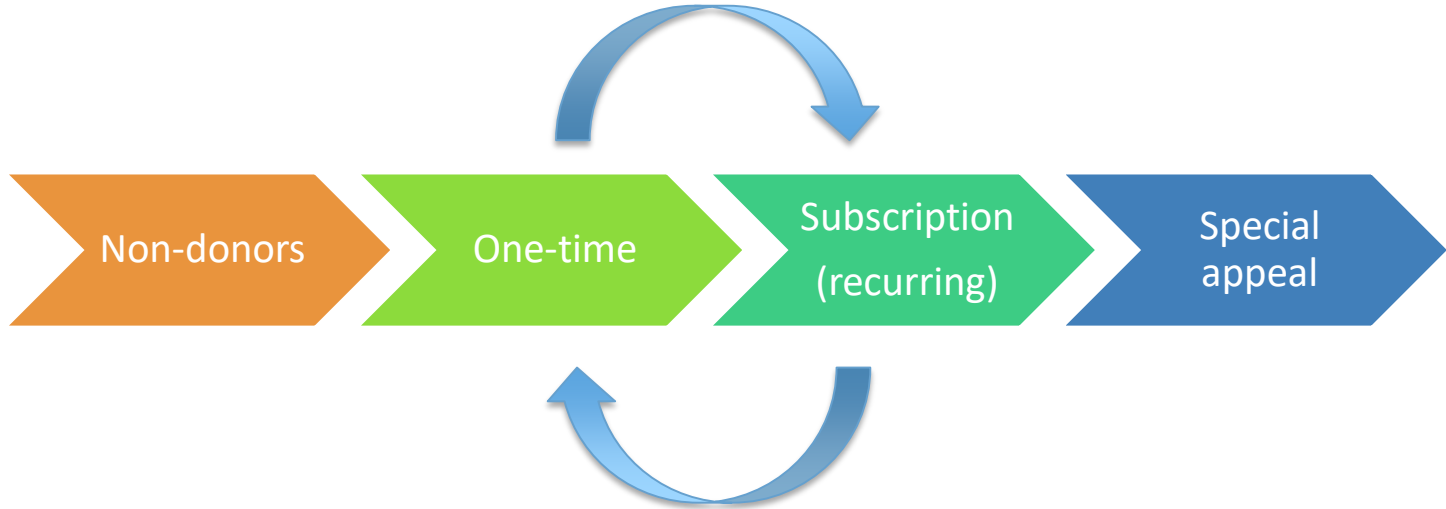 Non-donors
One-time
Subscription
(recurring)
Special
appeal